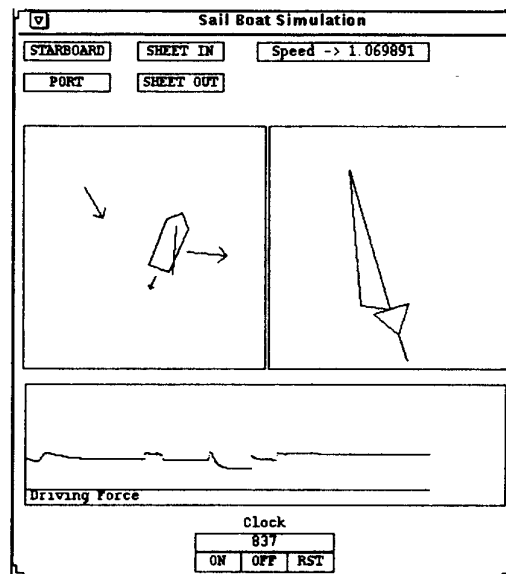 Sail Boat Simulation
STARBOARD SHEET IN Speed -> 1.069891
PORT SHEET OUT
Driving Force
Clock
837
ON OFF RST